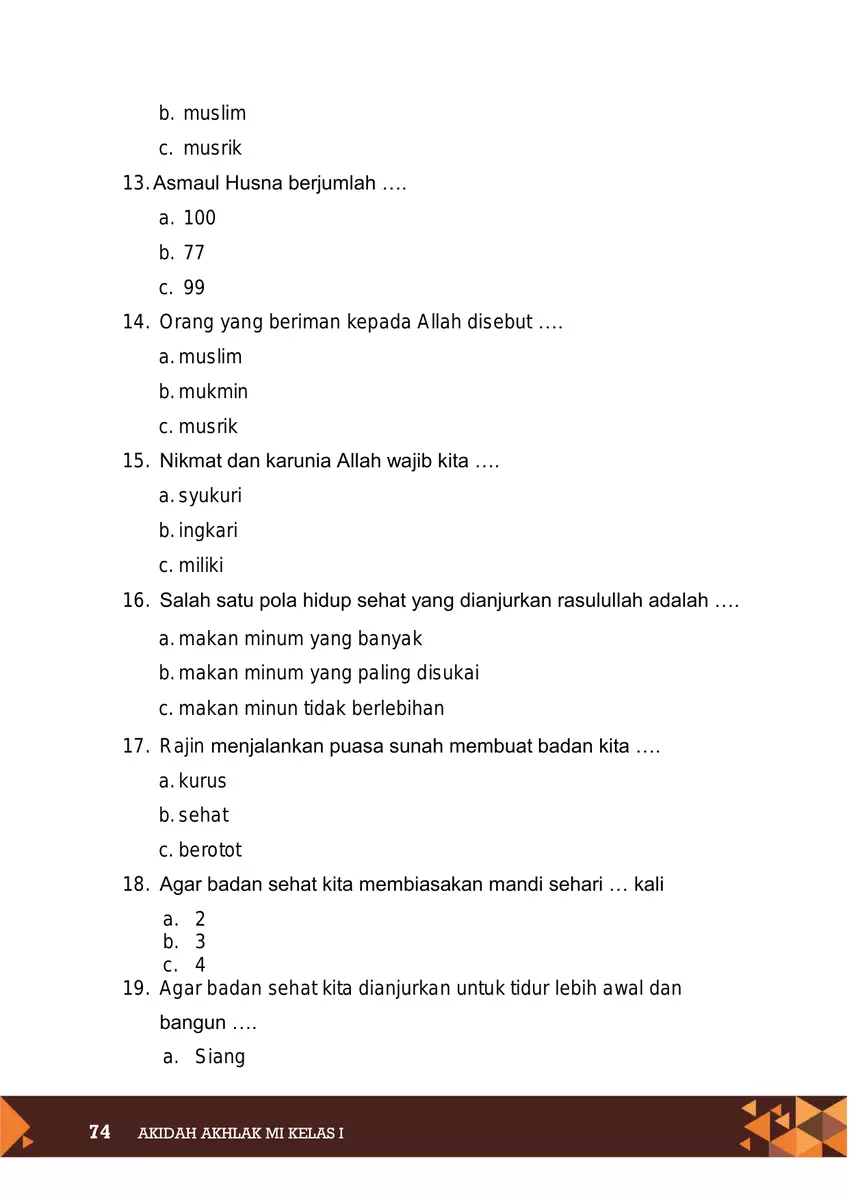 b. muslim
c. musrik
13. Asmaul Husna berjumlah ….
a. 100
b. 77
c. 99
14. Orang yang beriman kepada Allah disebut ….
a. muslim
b. mukmin
c. musrik
15. Nikmat dan karunia Allah wajib kita ….
a. syukuri
b. ingkari
c. miliki
16. Salah satu pola hidup sehat yang dianjurkan rasulullah adalah ….
a. makan minum yang banyak
b. makan minum yang paling disukai
c. makan minun tidak berlebihan
17. Rajin menjalankan puasa sunah membuat badan kita ….
a. kurus
b. sehat
c. berotot
18. Agar badan sehat kita membiasakan mandi sehari … kali
a. 2
b. 3
c. 4
19. Agar badan sehat kita dianjurkan untuk tidur lebih awal dan
bangun ….
a. Siang
74 AKIDAH AKHLAK MI KELAS I